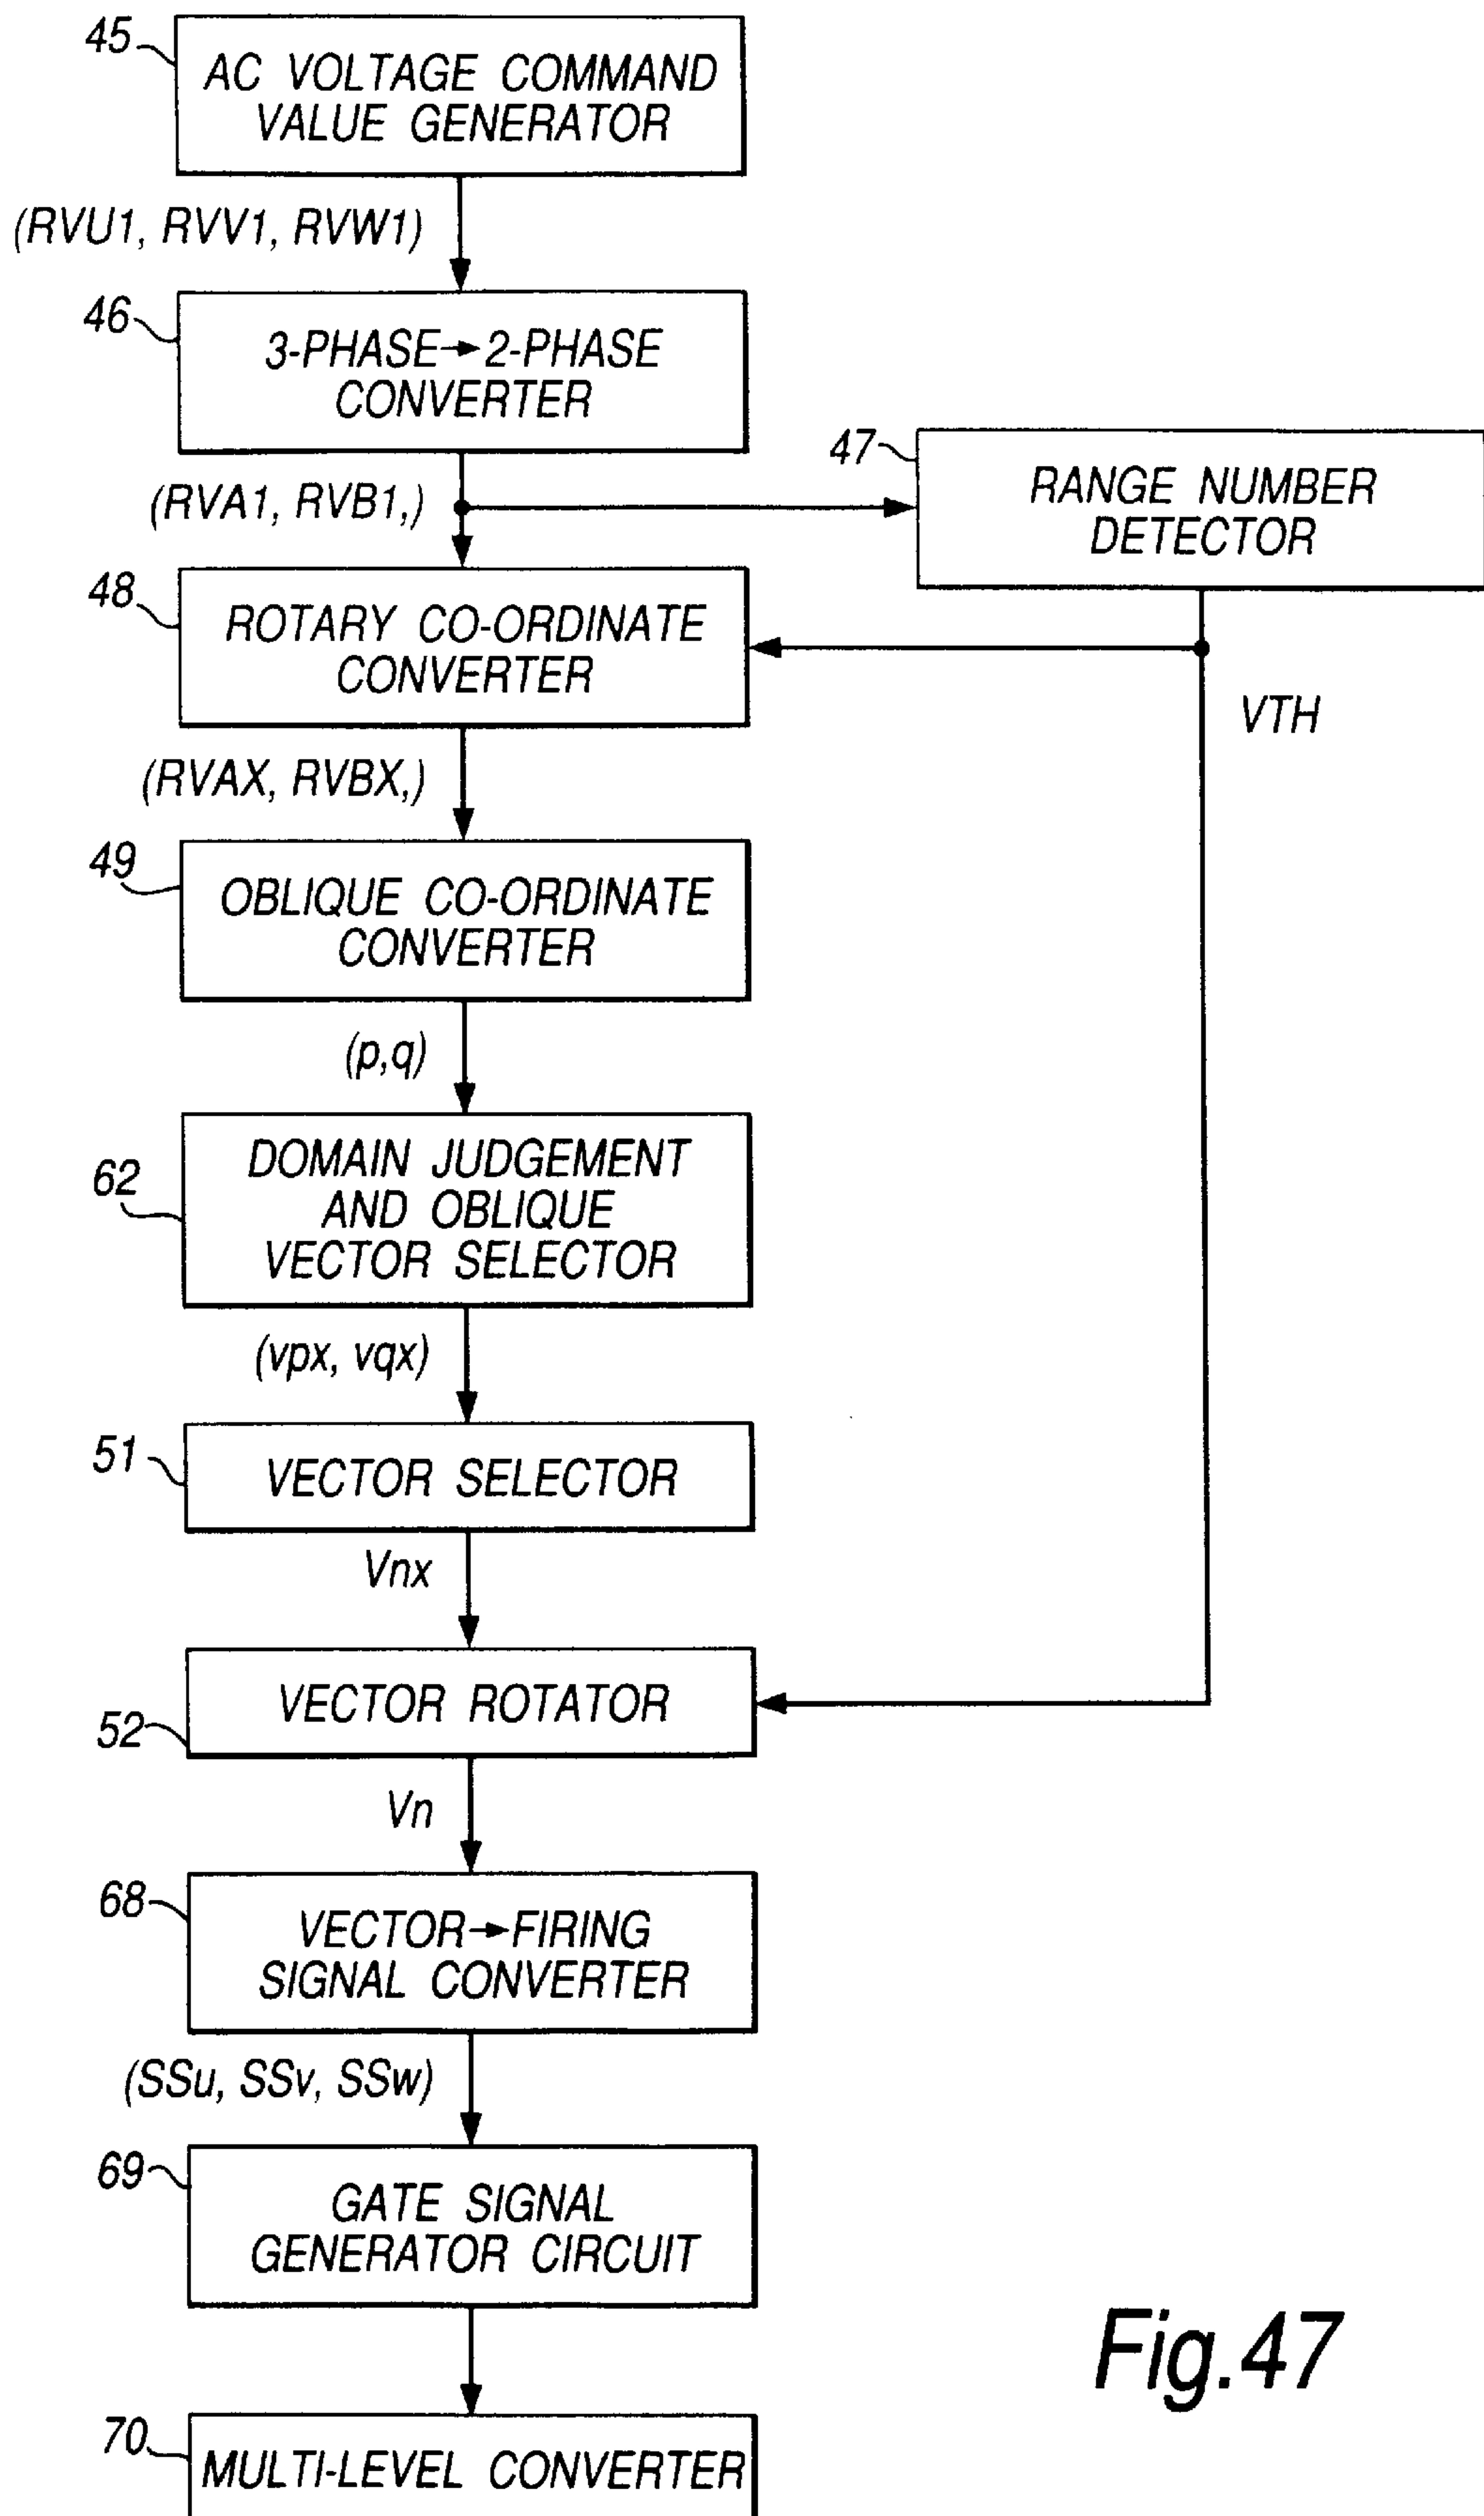 45
AC VOLTAGE COMMAND
VALUE GENERATOR
(RVU1, RVV1, RVW1)
46
3-PHASE→2-PHASE
CONVERTER
(RVA1, RVB1,)
47
RANGE NUMBER
DETECTOR
48
ROTARY CO-ORDINATE
CONVERTER
VTH
(RVAX, RVBX,)
49
OBLIQUE CO-ORDINATE
CONVERTER
(p,q)
62
DOMAIN JUDGEMENT
AND OBLIQUE
VECTOR SELECTOR
(vpx, vqx)
51
VECTOR SELECTOR
Vnx
52
VECTOR ROTATOR
Vn
68
VECTOR→FIRING
SIGNAL CONVERTER
(SSu, SSv, SSw)
69
GATE SIGNAL
GENERATOR CIRCUIT
70
MULTI-LEVEL CONVERTER
Fig.47